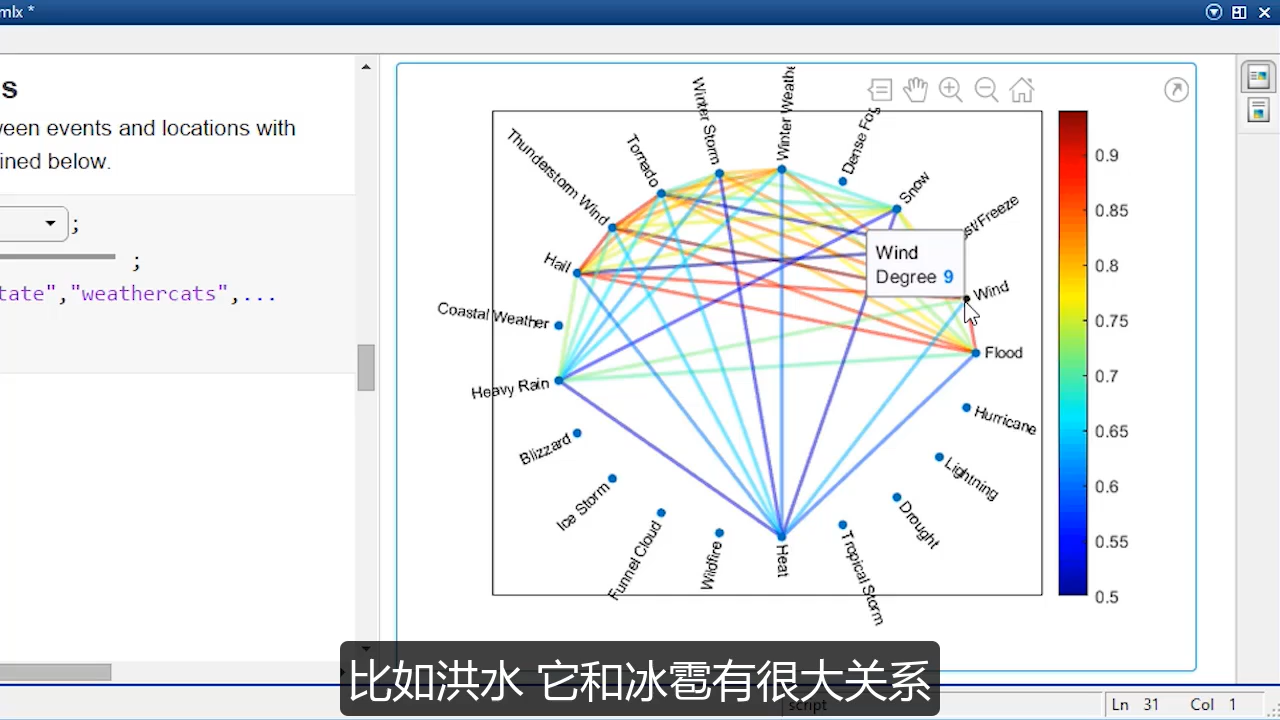 mlx *
s
veen events and locations with
ined below.
;
;
tate","weathercats",...
Winter Weathe
Winter Storm
Dense Fog
Tornado
Thunderstorm Wind
Snow
st/Freeze
Hail
Wind
Degree 9
Wind
Coastal Weather
Flood
Heavy Rain
Hurricane
Blizzard
Lightning
Ice Storm
Drought
Funnel Cloud
Wildfire
Heat
Tropical Storm
0.9
0.85
0.8
0.75
0.7
0.65
0.6
0.55
0.5
比如洪水 它和冰雹有很大关系
script
Ln 31 Col 1